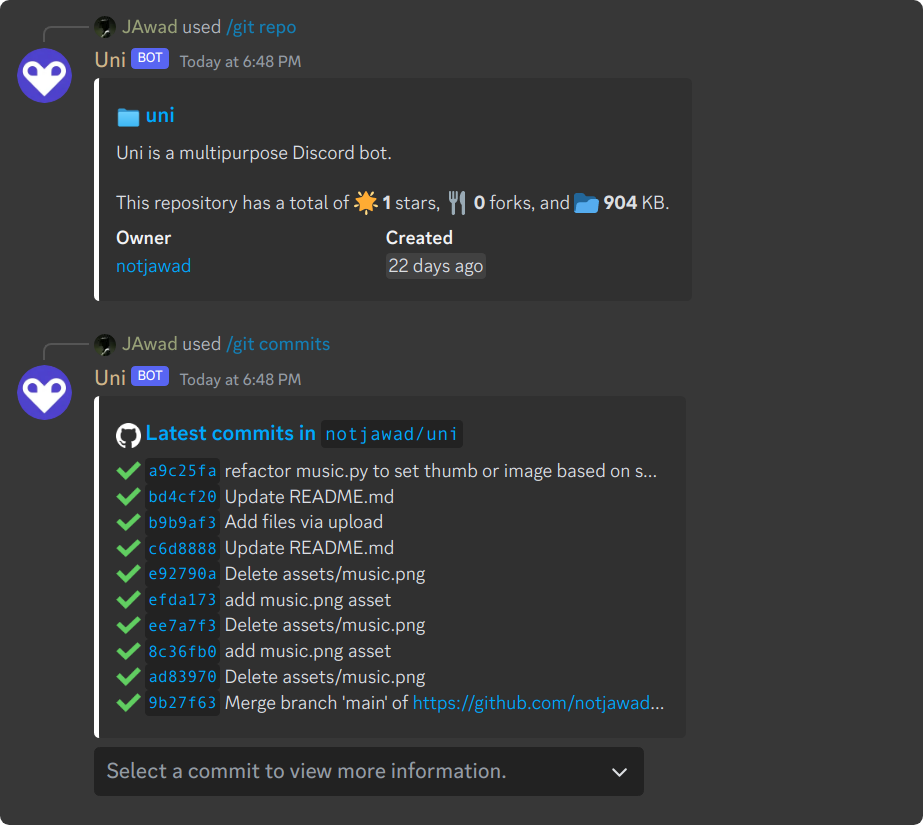 JAwad used /git repo
Uni BOT Today at 6:48 PM
uni
Uni is a multipurpose Discord bot.
This repository has a total of 1 stars, 0 forks, and 904 KB.
Owner Created
notjawad 22 days ago
JAwad used /git commits
Uni BOT Today at 6:48 PM
Latest commits in notjawad/uni
a9c25fa refactor music.py to set thumb or image based on s...
bd4cf20 Update README.md
b9b9af3 Add files via upload
c6d8888 Update README.md
e92790a Delete assets/music.png
efda173 add music.png asset
ee7a7f3 Delete assets/music.png
8c36fb0 add music.png asset
ad83970 Delete assets/music.png
9b27f63 Merge branch 'main' of https://github.com/notjawad...
Select a commit to view more information.